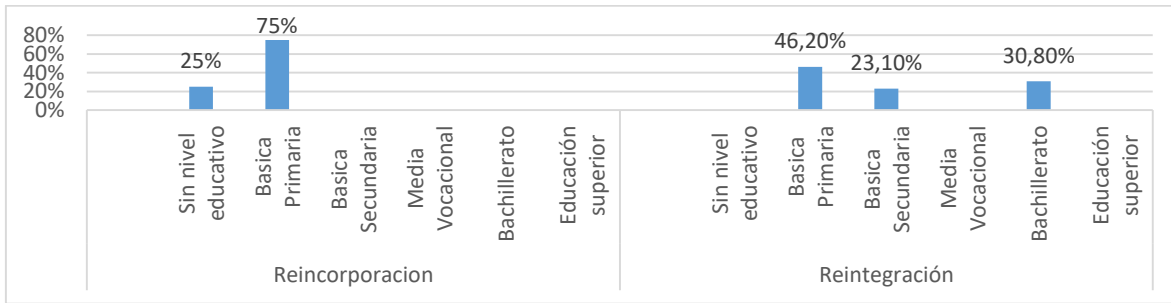 80%
60%
40%
20%
0%
25%
75%
46,20%
23,10%
30,80%
Sin nivel
educativo
Basica
Primaria
Basica
Secundaria
Media
Vocacional
Bachillerato
Educación
superior
Sin nivel
educativo
Basica
Primaria
Basica
Secundaria
Media
Vocacional
Bachillerato
Educación
superior
Reincorporacion
Reintegración